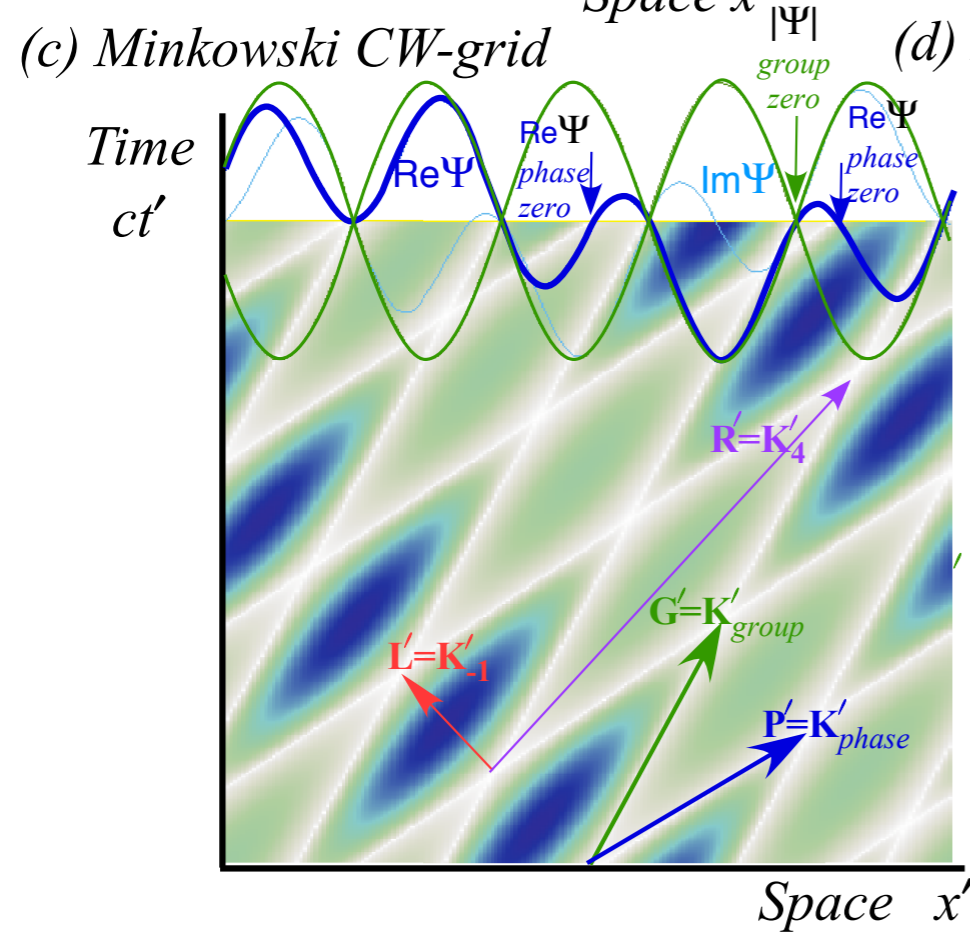 Space x
(c) Minkowski CW-grid
|Ψ|
group
zero
(d)
Time
ct′
ReΨ
ReΨ
phase
zero
ImΨ
ReΨ
phase
zero
R′=K′4
G′=K′group
L′=K′-1
P′=K′phase
Space x′